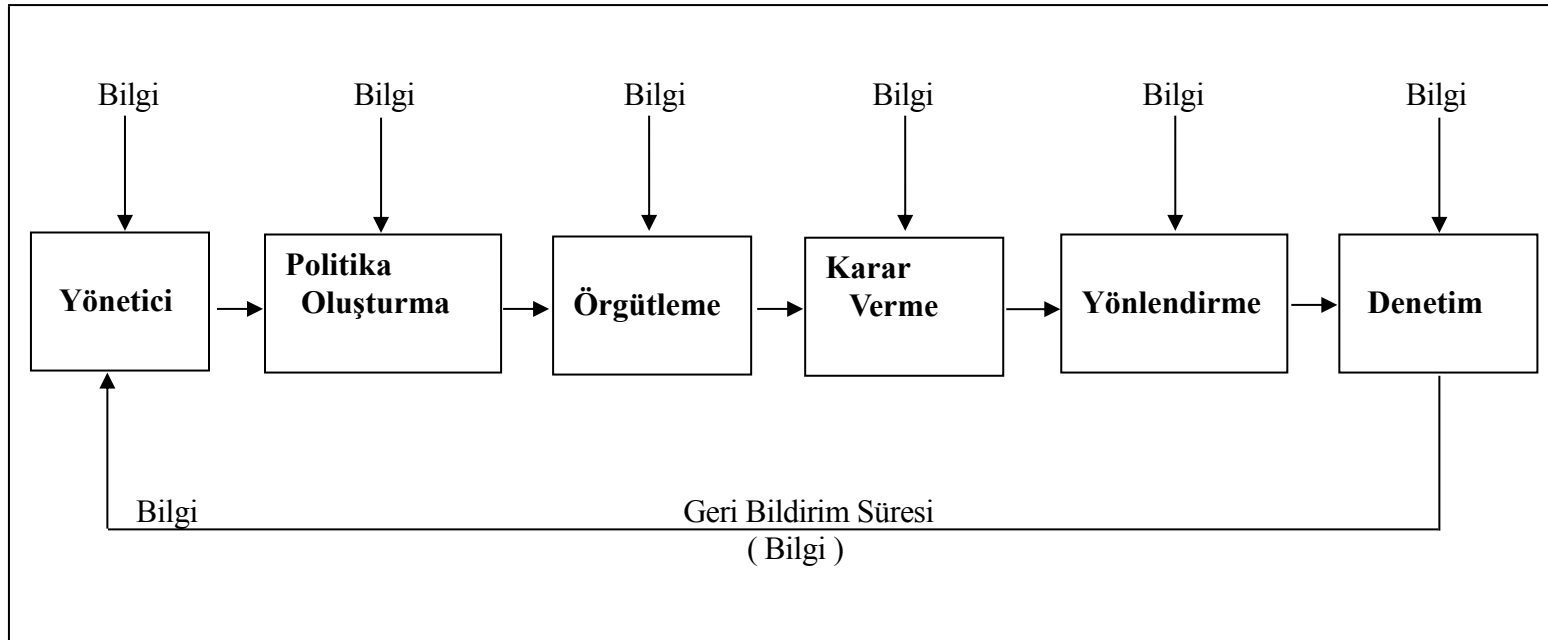 Bilgi Bilgi Bilgi Bilgi Bilgi Bilgi
Yönetici
Politika
Oluşturma
Örgütleme
Karar
Verme
Yönlendirme
Denetim
Bilgi
Geri Bildirim Süresi
( Bilgi )